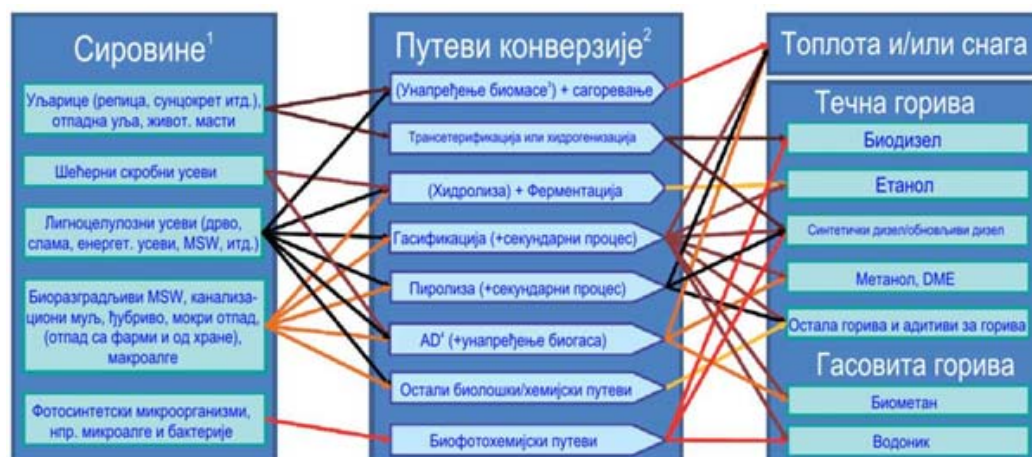 Сировине¹
Уљарице (репица, сунцокрет итд.),
отпадна уља, живот. масти
Шећерни скробни усеви
Лигноцелулозни усеви (дрво,
слама, енергет. усеви, MSW, итд.)
Биоразградљиви MSW, канализа-
циони муљ, ђубриво, мокри отпад,
(отпад са фарми и од хране),
макроалге
Фотосинтетски микроорганизми,
нпр. микроалге и бактерије
Путеви конверзије²
(Унапређење биомасе³) + сагоревање
Трансетерификација или хидрогенизација
(Хидролиза) + Ферментација
Гасификација (+секундарни процес)
Пиролиза (+секундарни процес)
AD⁴ (+унапређење биогаса)
Остали биолошки/хемијски путеви
Биофотохемијски путеви
Топлота и/или снага
Течна горива
Биодизел
Етанол
Синтетички дизел/обновљиви дизел
Метанол, DME
Остала горива и адитиви за горива
Гасовита горива
Биометан
Водоник